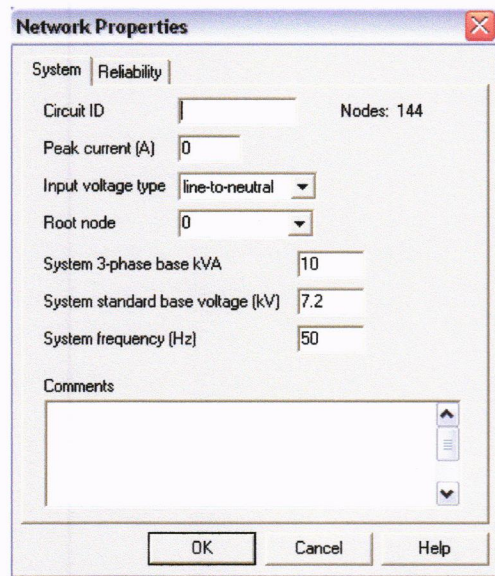 Network Properties
System Reliability
Circuit ID Nodes: 144
Peak current (A) 0
Input voltage type line-to-neutral
Root node 0
System 3-phase base kVA 10
System standard base voltage (kV) 7.2
System frequency (Hz) 50
Comments
OK Cancel Help